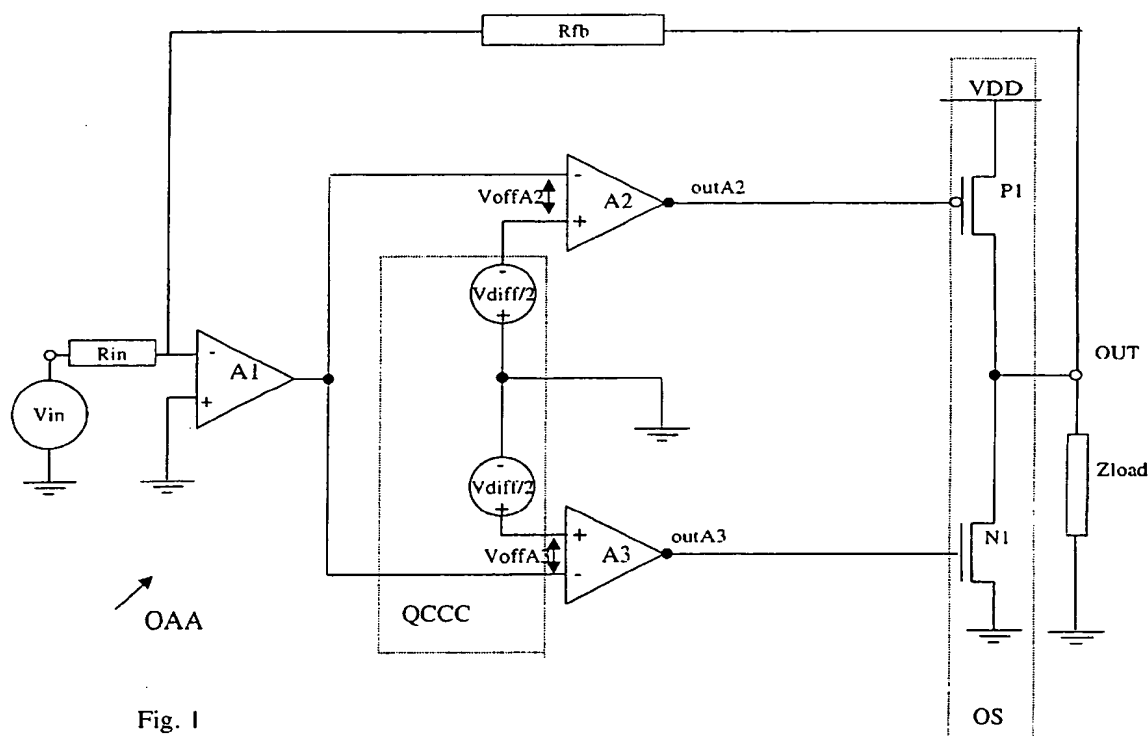 Rfb
VDD
VoffA2
-
+
A2
outA2
P1
-
Vdiff/2
+
Rin
-
A1
+
OUT
Vin
-
Vdiff/2
+
Zload
VoffA3
+
A3
-
outA3
N1
QCCC
OAA
Fig. 1
OS